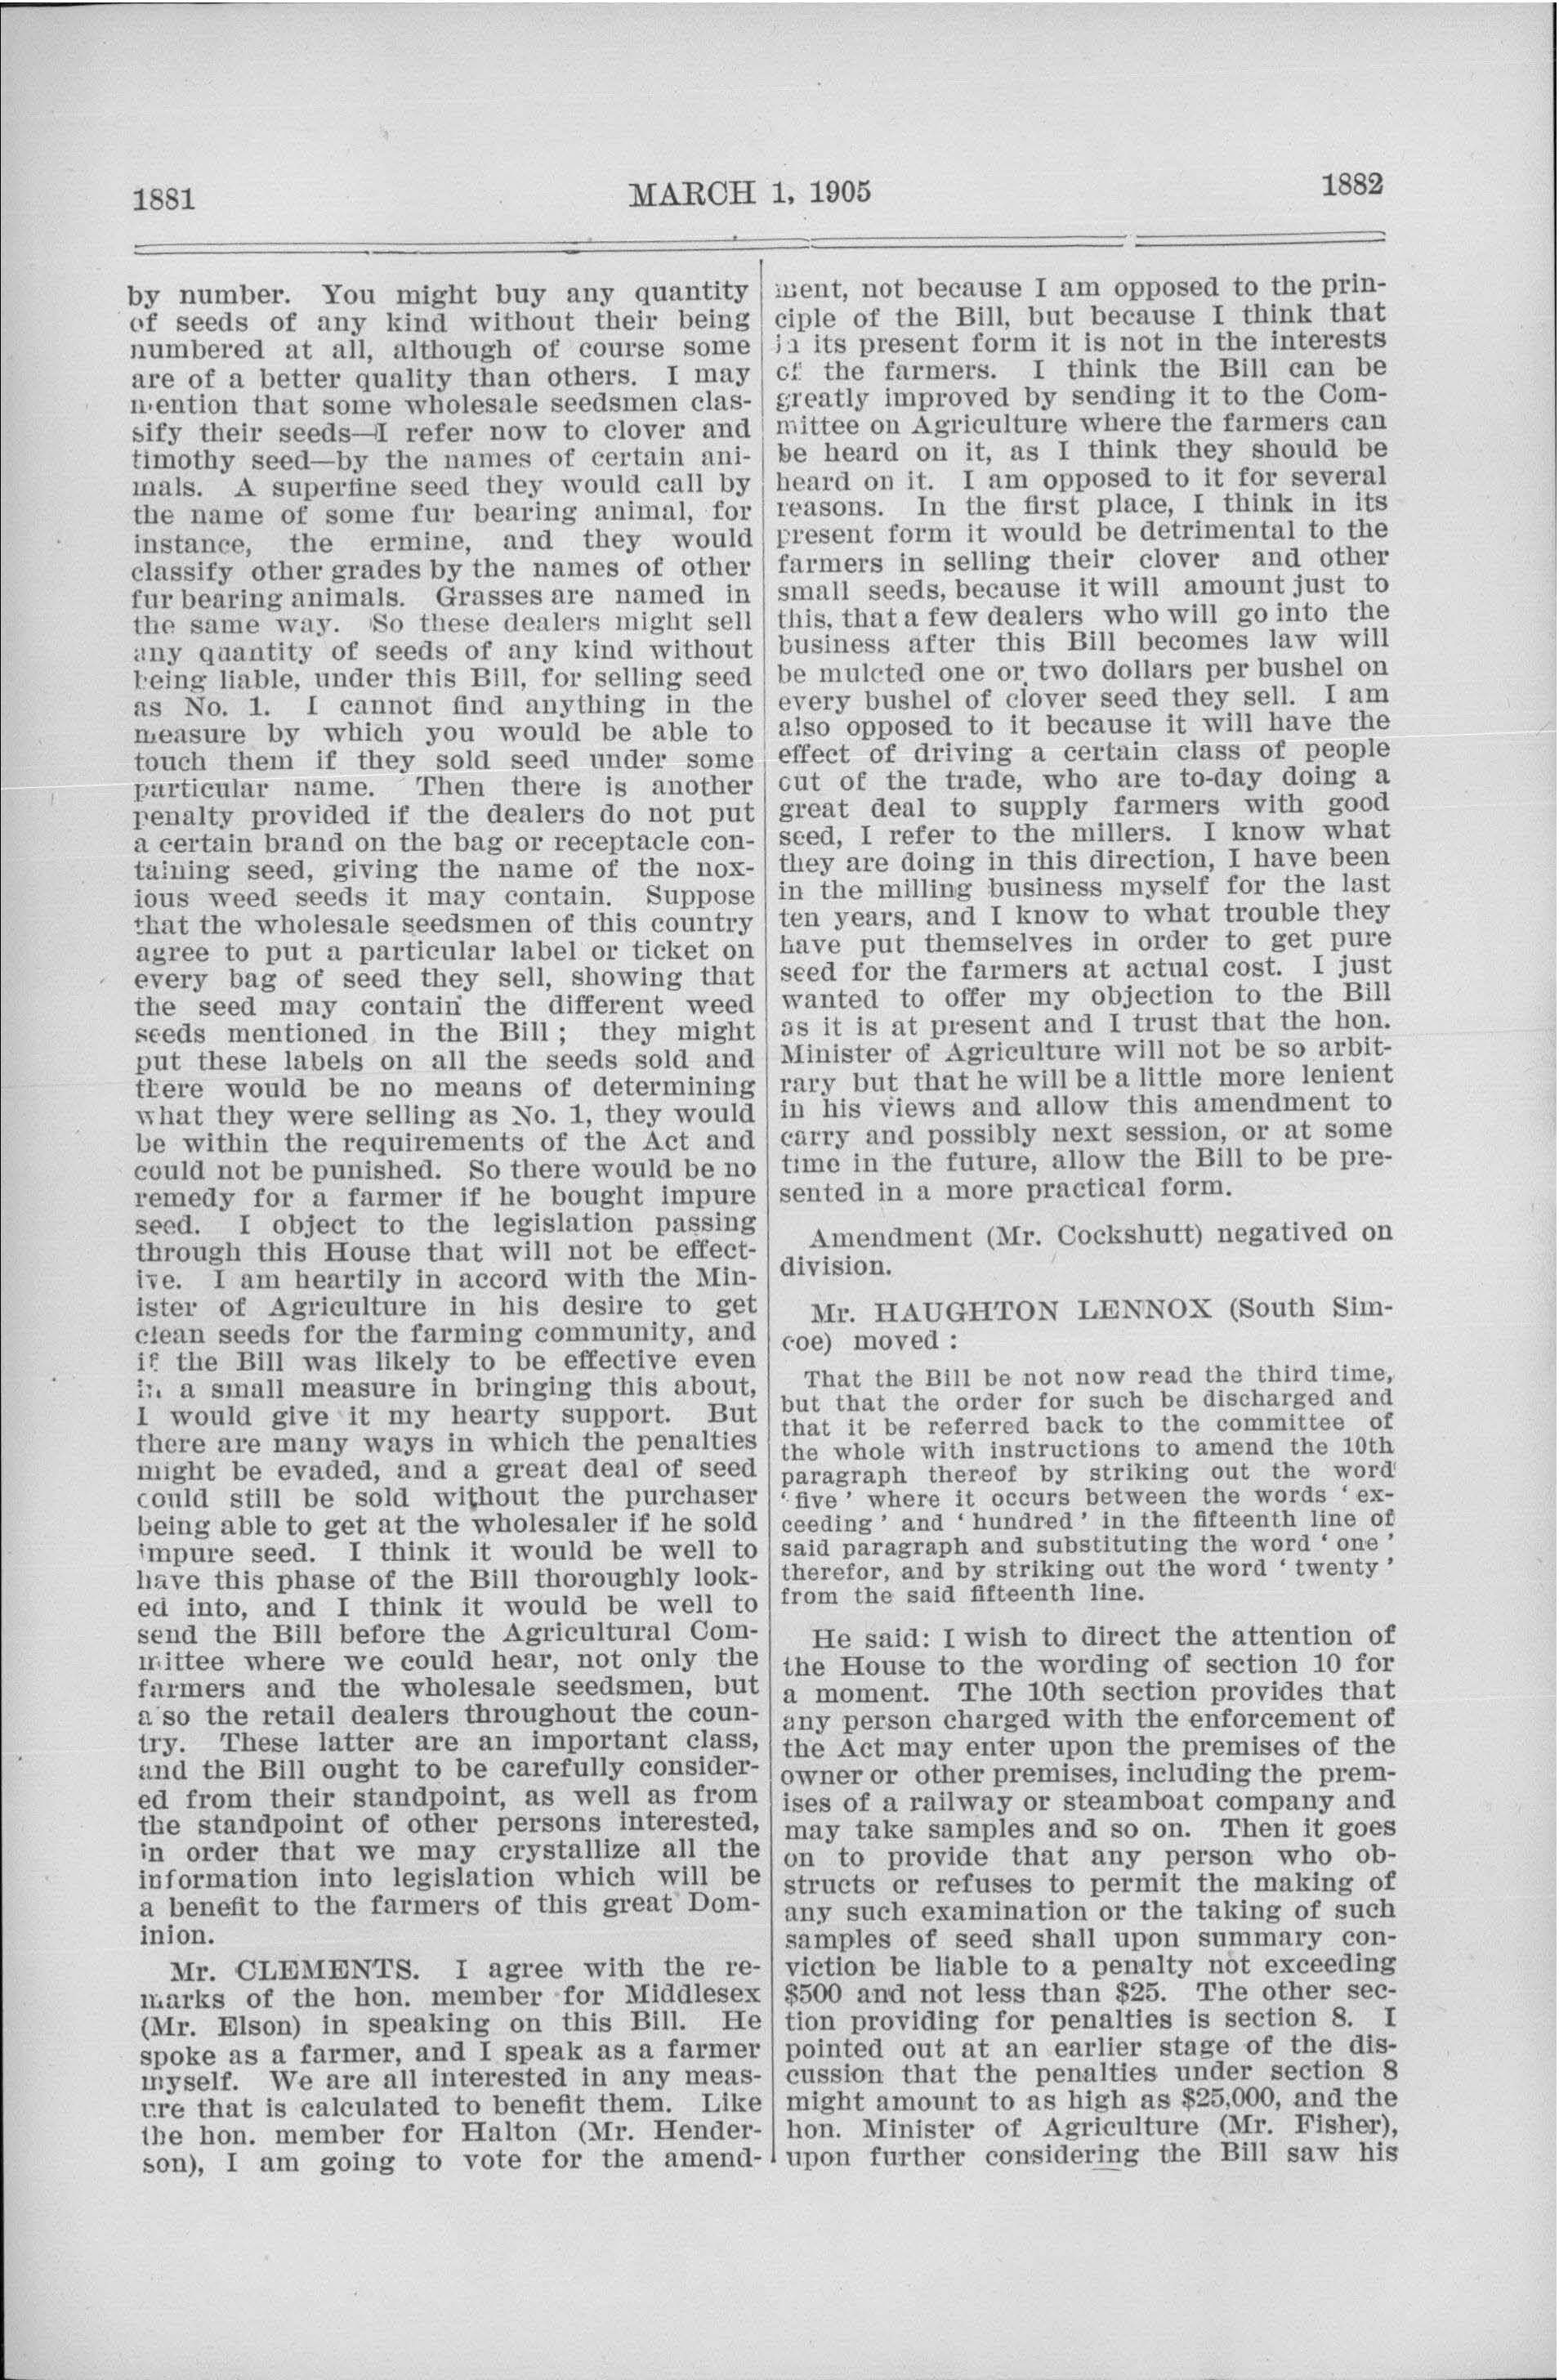 1881
MARCH 1, 1905
1882
by number. You might buy any quantity
of seeds of any kind without their being
numbered at all, although of course some
are of a better quality than others. I may
mention that some wholesale seedsmen clas-
sify their seeds—I refer now to clover and
timothy seed—by the names of certain ani-
mals. A superfine seed they would call by
the name of some fur bearing animal, for
instance, the ermine, and they would
classify other grades by the names of other
fur bearing animals. Grasses are named in
the same way. So these dealers might sell
any quantity of seeds of any kind without
being liable, under this Bill, for selling seed
as No. 1. I cannot find anything in the
measure by which you would be able to
touch them if they sold seed under some
particular name. Then there is another
penalty provided if the dealers do not put
a certain brand on the bag or receptacle con-
taining seed, giving the name of the nox-
ious weed seeds it may contain. Suppose
that the wholesale seedsmen of this country
agree to put a particular label or ticket on
every bag of seed they sell, showing that
the seed may contain the different weed
seeds mentioned in the Bill ; they might
put these labels on all the seeds sold and
there would be no means of determining
what they were selling as No. 1, they would
be within the requirements of the Act and
could not be punished. So there would be no
remedy for a farmer if he bought impure
seed. I object to the legislation passing
through this House that will not be effect-
ive. I am heartily in accord with the Min-
ister of Agriculture in his desire to get
clean seeds for the farming community, and
if the Bill was likely to be effective even
in a small measure in bringing this about,
I would give it my hearty support. But
there are many ways in which the penalties
might be evaded, and a great deal of seed
could still be sold without the purchaser
being able to get at the wholesaler if he sold
impure seed. I think it would be well to
have this phase of the Bill thoroughly look-
ed into, and I think it would be well to
send the Bill before the Agricultural Com-
mittee where we could hear, not only the
farmers and the wholesale seedsmen, but
also the retail dealers throughout the coun-
try. These latter are an important class,
and the Bill ought to be carefully consider-
ed from their standpoint, as well as from
the standpoint of other persons interested,
in order that we may crystallize all the
information into legislation which will be
a benefit to the farmers of this great Dom-
inion.
Mr. CLEMENTS. I agree with the re-
marks of the hon. member for Middlesex
(Mr. Elson) in speaking on this Bill. He
spoke as a farmer, and I speak as a farmer
myself. We are all interested in any meas-
ure that is calculated to benefit them. Like
the hon. member for Halton (Mr. Hender-
son), I am going to vote for the amend-
ment, not because I am opposed to the prin-
ciple of the Bill, but because I think that
in its present form it is not in the interests
of the farmers. I think the Bill can be
greatly improved by sending it to the Com-
mittee on Agriculture where the farmers can
be heard on it, as I think they should be
heard on it. I am opposed to it for several
reasons. In the first place, I think in its
present form it would be detrimental to the
farmers in selling their clover and other
small seeds, because it will amount just to
this, that a few dealers who will go into the
business after this Bill becomes law will
be mulcted one or two dollars per bushel on
every bushel of clover seed they sell. I am
also opposed to it because it will have the
effect of driving a certain class of people
out of the trade, who are to-day doing a
great deal to supply farmers with good
seed, I refer to the millers. I know what
they are doing in this direction, I have been
in the milling business myself for the last
ten years, and I know to what trouble they
have put themselves in order to get pure
seed for the farmers at actual cost. I just
wanted to offer my objection to the Bill
as it is at present and I trust that the hon.
Minister of Agriculture will not be so arbit-
rary but that he will be a little more lenient
in his views and allow this amendment to
carry and possibly next session, or at some
time in the future, allow the Bill to be pre-
sented in a more practical form.
Amendment (Mr. Cockshutt) negatived on
division.
Mr. HAUGHTON LENNOX (South Sim-
coe) moved :
That the Bill be not now read the third time,
but that the order for such be discharged and
that it be referred back to the committee of
the whole with instructions to amend the 10th
paragraph thereof by striking out the word
‘ five ’ where it occurs between the words ‘ ex-
ceeding ’ and ‘ hundred ’ in the fifteenth line of
said paragraph and substituting the word ‘ one ’
therefor, and by striking out the word ‘ twenty ’
from the said fifteenth line.
He said: I wish to direct the attention of
the House to the wording of section 10 for
a moment. The 10th section provides that
any person charged with the enforcement of
the Act may enter upon the premises of the
owner or other premises, including the prem-
ises of a railway or steamboat company and
may take samples and so on. Then it goes
on to provide that any person who ob-
structs or refuses to permit the making of
any such examination or the taking of such
samples of seed shall upon summary con-
viction be liable to a penalty not exceeding
$500 and not less than $25. The other sec-
tion providing for penalties is section 8. I
pointed out at an earlier stage of the dis-
cussion that the penalties under section 8
might amount to as high as $25,000, and the
hon. Minister of Agriculture (Mr. Fisher),
upon further considering the Bill saw his